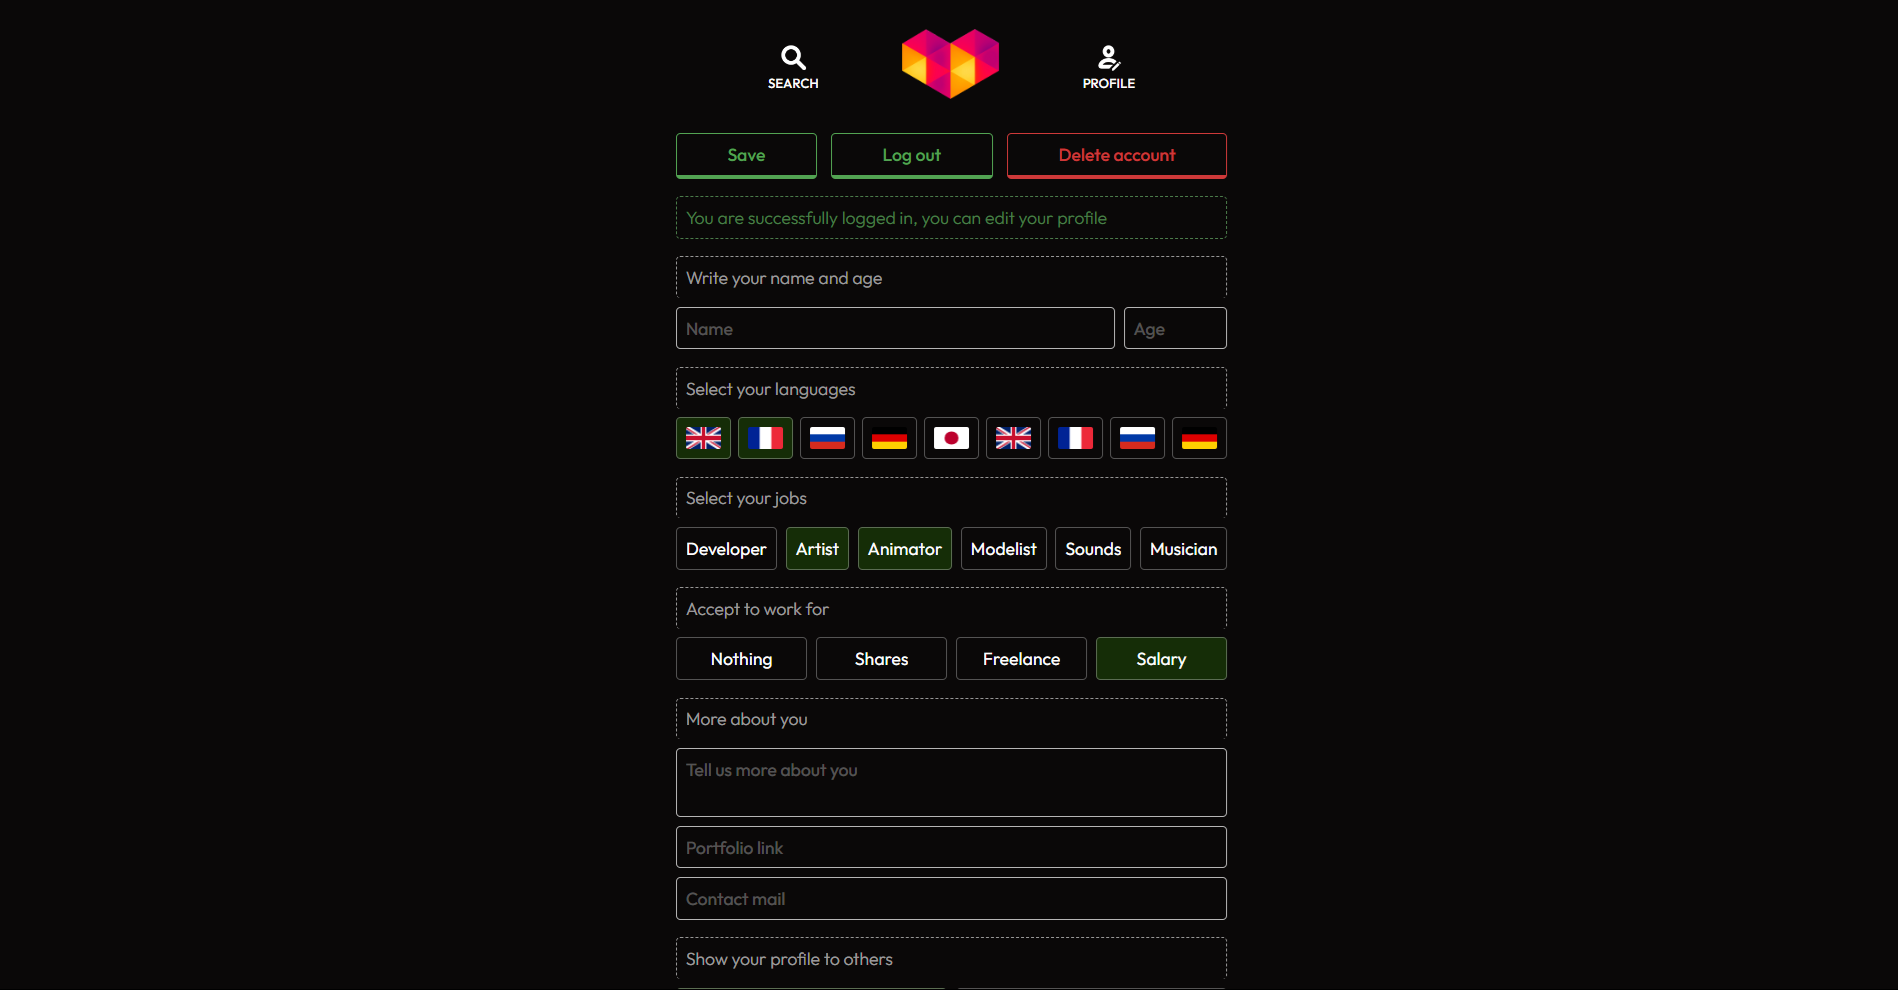 SEARCH
PROFILE
Save
Log out
Delete account
You are successfully logged in, you can edit your profile
Write your name and age
Name
Age
Select your languages
Select your jobs
Developer
Artist
Animator
Modelist
Sounds
Musician
Accept to work for
Nothing
Shares
Freelance
Salary
More about you
Tell us more about you
Portfolio link
Contact mail
Show your profile to others